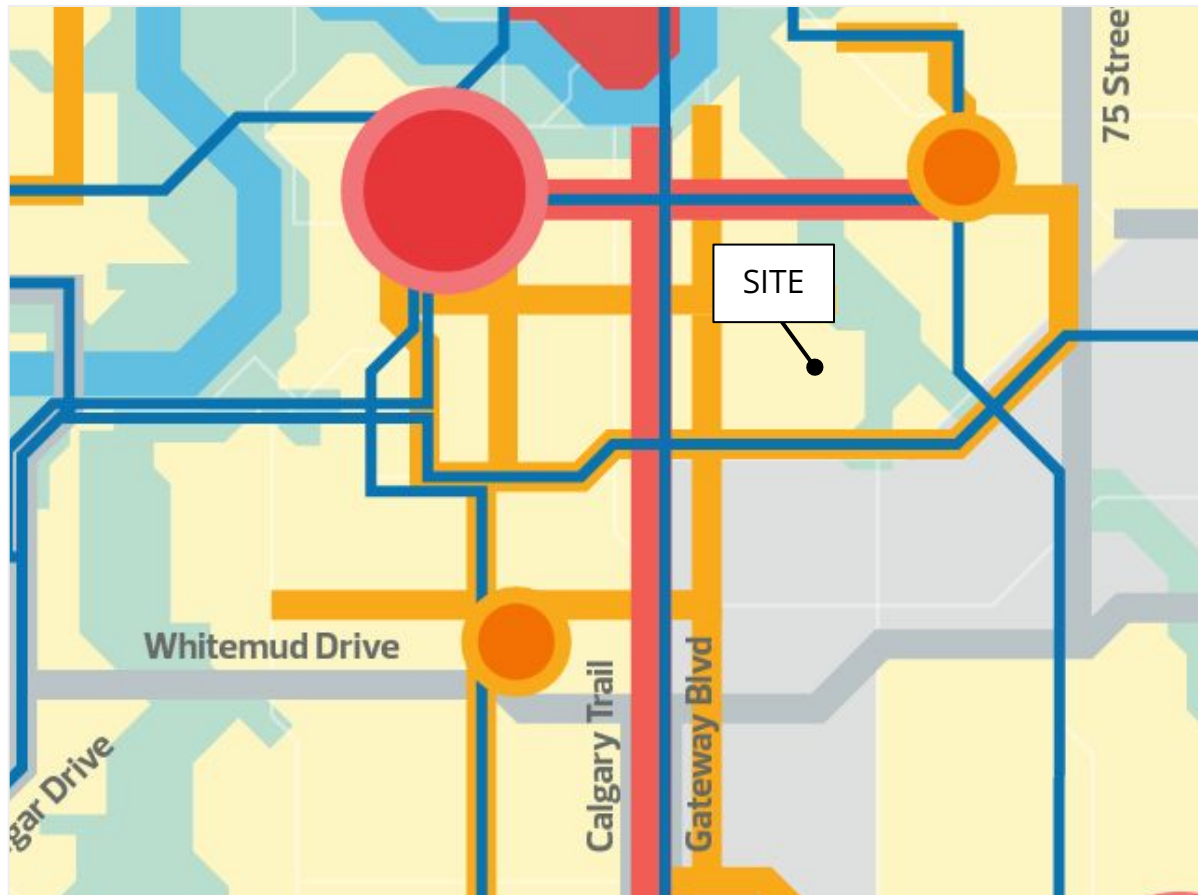 75 Stree
SITE
Whitemud Drive
Calgary Trail
Gateway Blvd
gar Drive